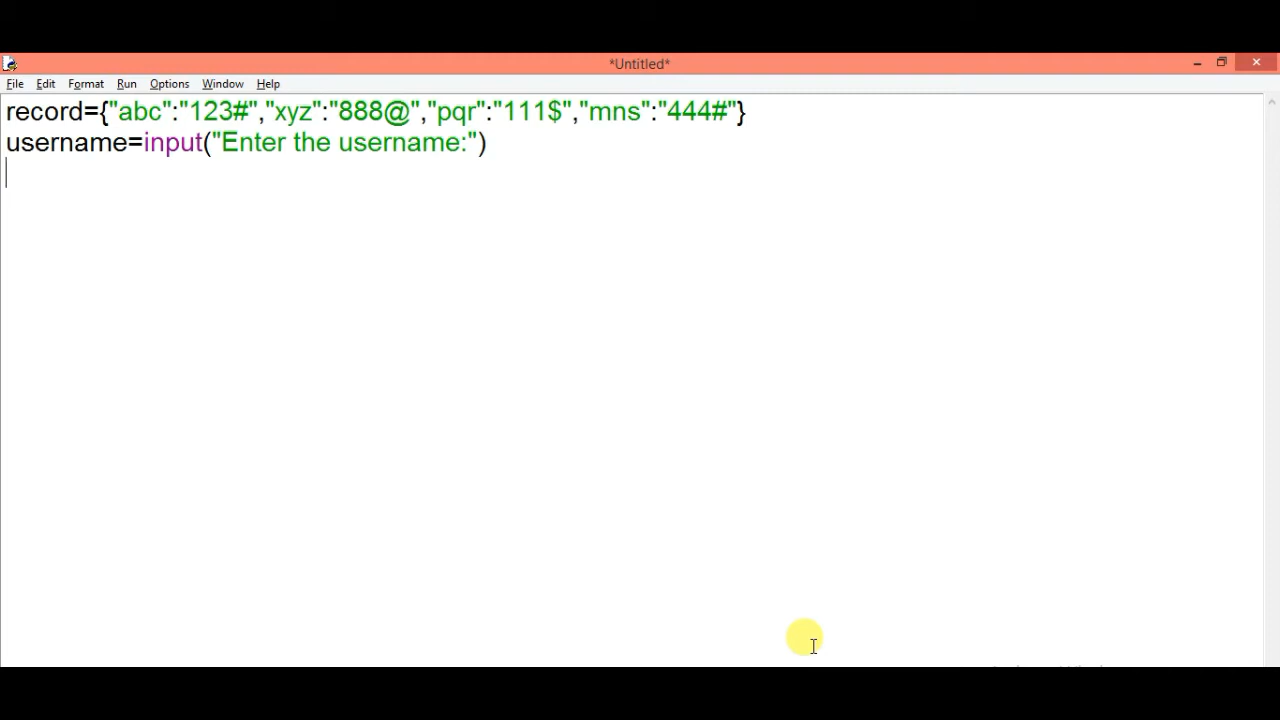 *Untitled*
File Edit Format Run Options Window Help
record={"abc":"123#","xyz":"888@","pqr":"111$","mns":"444#"}
username=input("Enter the username:")